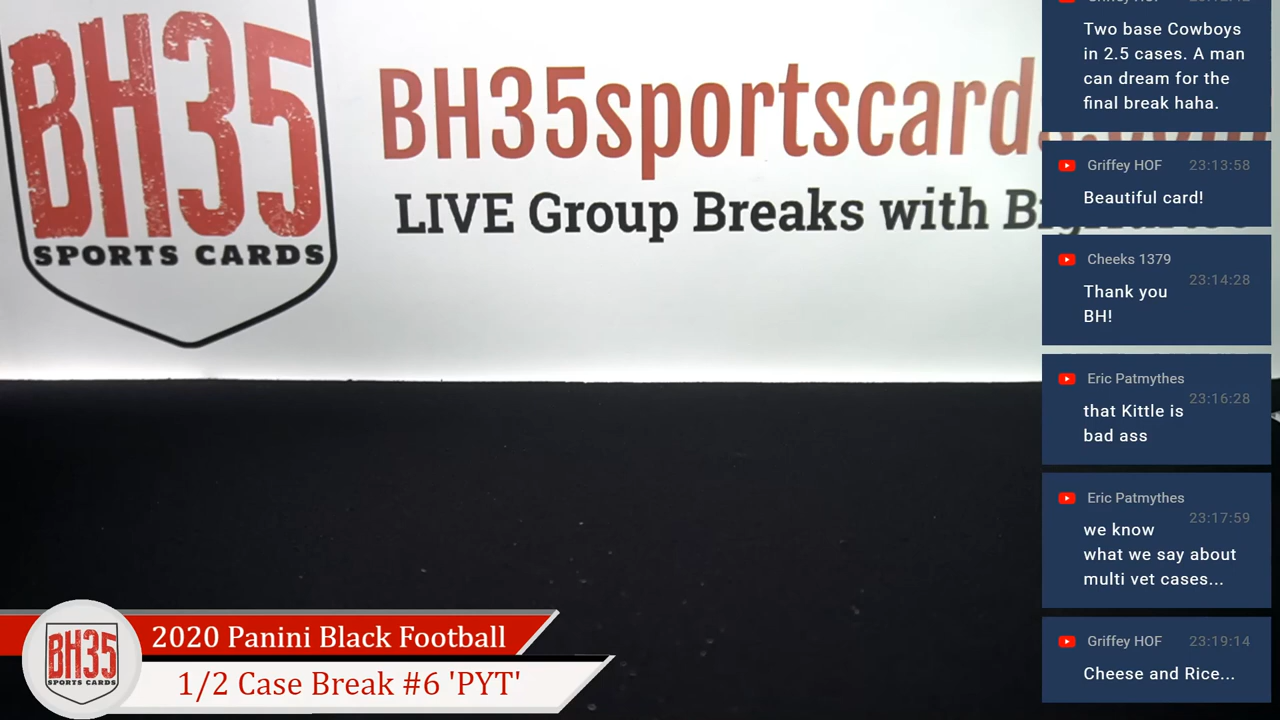 BH35
SPORTS CARDS
BH35sportscard
LIVE Group Breaks with
Griffey HOF
Two base Cowboys
in 2.5 cases. A man
can dream for the
final break haha.
Griffey HOF 23:13:58
Beautiful card!
Cheeks 1379
23:14:28
Thank you
BH!
Eric Patmythes
23:16:28
that Kittle is
bad ass
Eric Patmythes
23:17:59
we know
what we say about
multi vet cases...
Griffey HOF 23:19:14
Cheese and Rice...
BH35
SPORTS CARDS
2020 Panini Black Football
1/2 Case Break #6 'PYT'